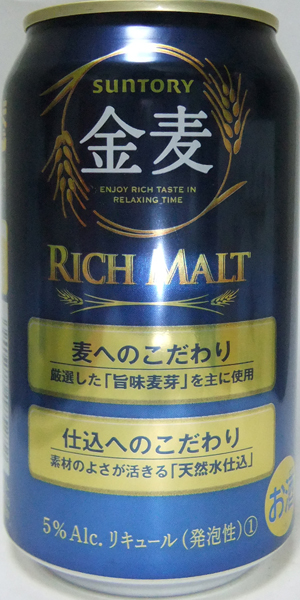 SUNTORY
金麦
ENJOY RICH TASTE IN
RELAXING TIME
RICH MALT
麦へのこだわり
厳選した「旨味麦芽」を主に使用
仕込へのこだわり
素材のよさが活きる「天然水仕込」
お酒
5% Alc. リキュール(発泡性)①